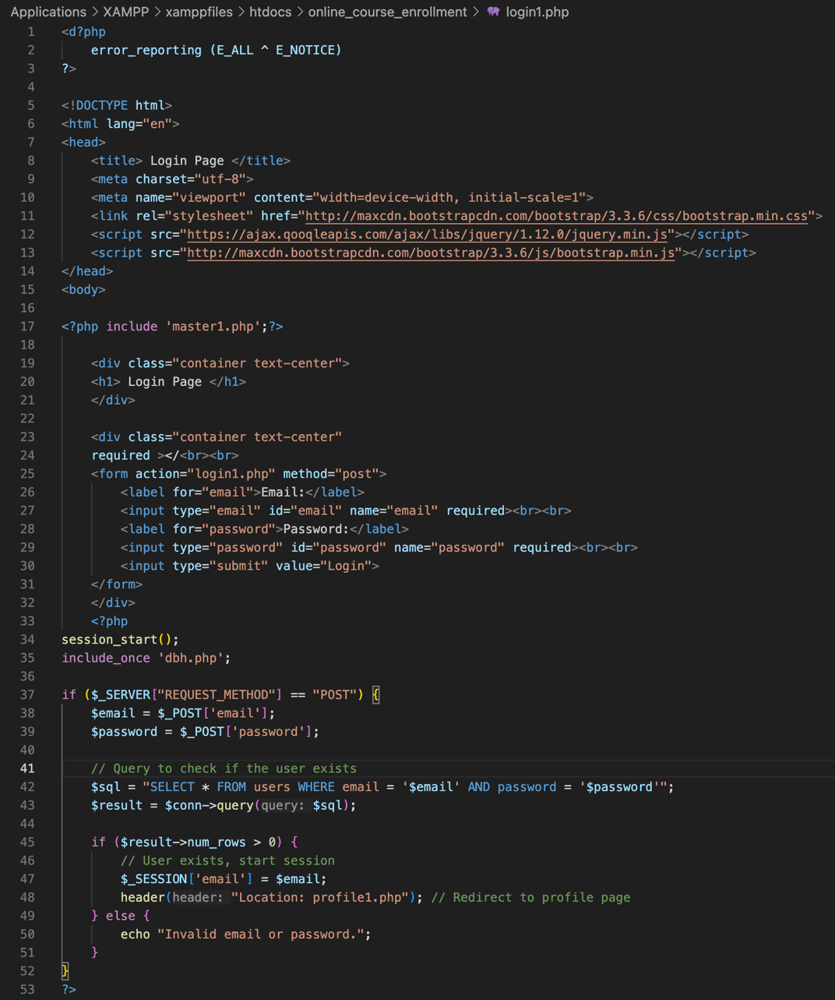 Applications > XAMPP > xamppfiles > htdocs > online_course_enrollment > login1.php
1 <d?php
2 error_reporting (E_ALL ^ E_NOTICE)
3 ?>
4
5 <!DOCTYPE html>
6 <html lang="en">
7 <head>
8 <title> Login Page </title>
9 <meta charset="utf-8">
10 <meta name="viewport" content="width=device-width, initial-scale=1">
11 <link rel="stylesheet" href="http://maxcdn.bootstrapcdn.com/bootstrap/3.3.6/css/bootstrap.min.css">
12 <script src="https://ajax.qooqleapis.com/ajax/libs/jquery/1.12.0/jquery.min.js"></script>
13 <script src="http://maxcdn.bootstrapcdn.com/bootstrap/3.3.6/js/bootstrap.min.js"></script>
14 </head>
15 <body>
16
17 <?php include 'master1.php';?>
18
19 <div class="container text-center">
20 <h1> Login Page </h1>
21 </div>
22
23 <div class="container text-center"
24 required ></<br><br>
25 <form action="login1.php" method="post">
26 <label for="email">Email:</label>
27 <input type="email" id="email" name="email" required><br><br>
28 <label for="password">Password:</label>
29 <input type="password" id="password" name="password" required><br><br>
30 <input type="submit" value="Login">
31 </form>
32 </div>
33 <?php
34 session_start();
35 include_once 'dbh.php';
36
37 if ($_SERVER["REQUEST_METHOD"] == "POST") {
38 $email = $_POST['email'];
39 $password = $_POST['password'];
40
41 // Query to check if the user exists
42 $sql = "SELECT * FROM users WHERE email = '$email' AND password = '$password'";
43 $result = $conn->query(query: $sql);
44
45 if ($result->num_rows > 0) {
46 // User exists, start session
47 $_SESSION['email'] = $email;
48 header(header: "Location: profile1.php"); // Redirect to profile page
49 } else {
50 echo "Invalid email or password.";
51 }
52 }
53 ?>